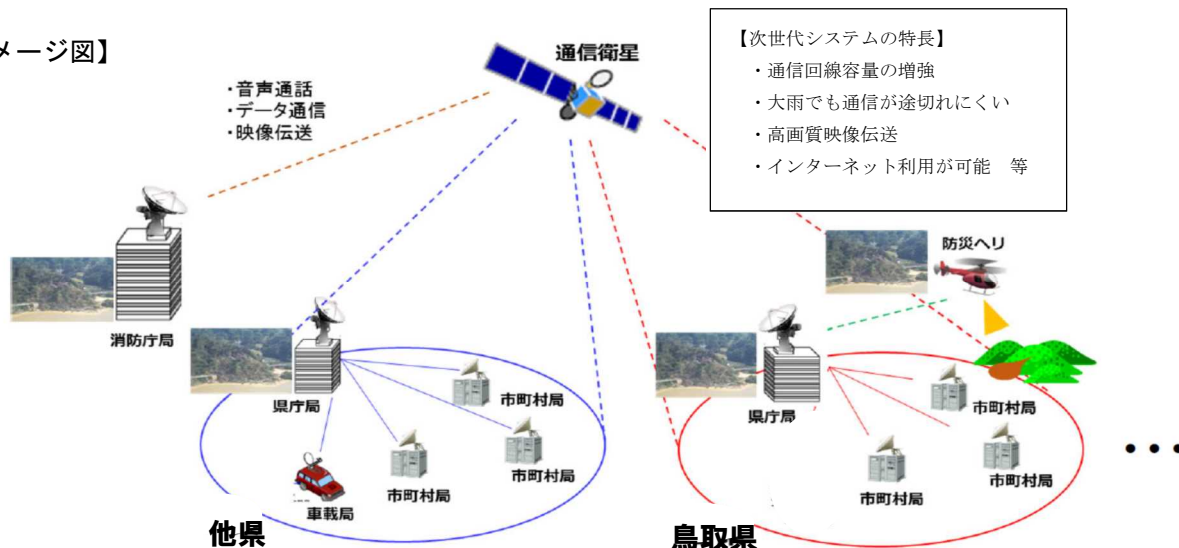 メージ図】
通信衛星
・音声通話
・データ通信
・映像伝送
【次世代システムの特長】
・通信回線容量の増強
・大雨でも通信が途切れにくい
・高画質映像伝送
・インターネット利用が可能　等
消防庁局
県庁局
市町村局
市町村局
市町村局
車載局
他県
防災ヘリ
県庁局
市町村局
市町村局
市町村局
鳥取県
・・・